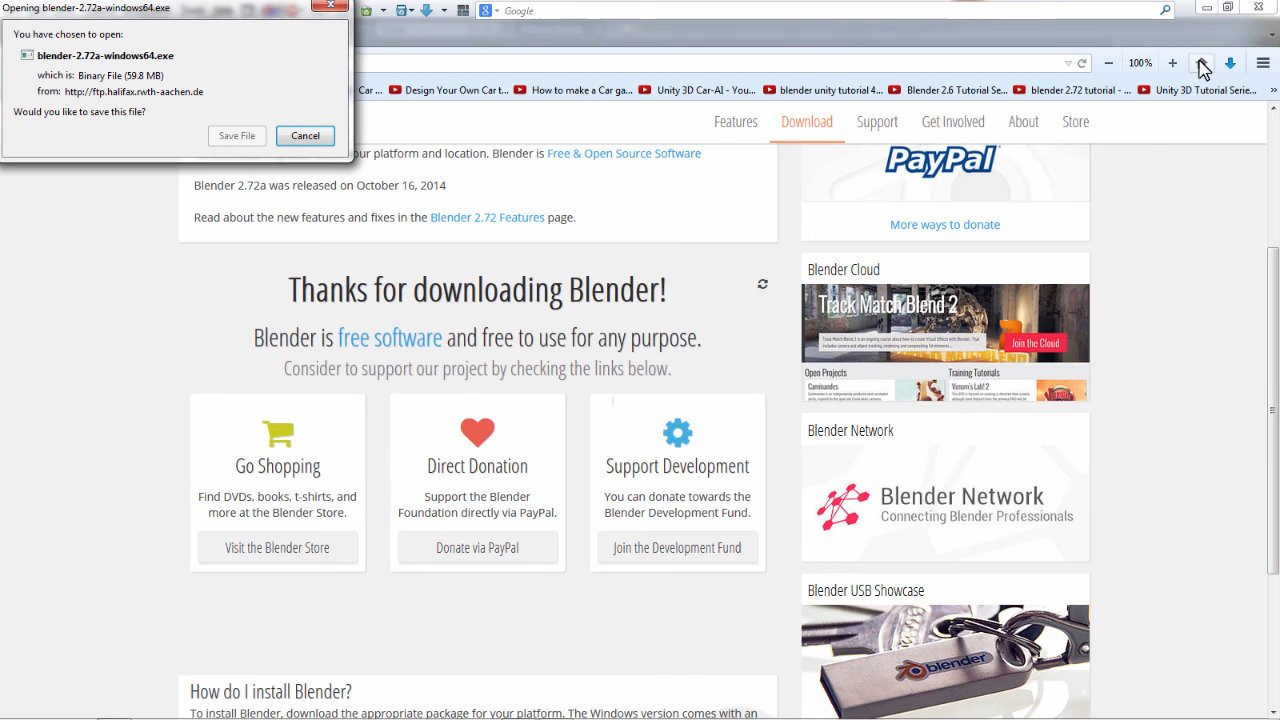 Opening blender-2.72a-windows64.exe
Google
You have chosen to open:
blender-2.72a-windows64.exe
which is: Binary File (59.8 MB)
from: http://ftp.halifax.rwth-aachen.de
Would you like to save this file?
Save File
Cancel
100%
Car ...
Design Your Own Car t...
How to make a Car ga...
Unity 3D Car-AI - You...
blender unity tutorial 4...
Blender 2.6 Tutorial Se...
blender 2.72 tutorial - ...
Unity 3D Tutorial Serie...
Features
Download
Support
Get Involved
About
Store
our platform and location. Blender is Free & Open Source Software
Blender 2.72a was released on October 16, 2014
Read about the new features and fixes in the Blender 2.72 Features page.
PayPal
More ways to donate
Thanks for downloading Blender!
Blender is free software and free to use for any purpose.
Consider to support our project by checking the links below.
Go Shopping
Find DVDs, books, t-shirts, and
more at the Blender Store.
Visit the Blender Store
Direct Donation
Support the Blender
Foundation directly via PayPal.
Donate via PayPal
Support Development
You can donate towards the
Blender Development Fund.
Join the Development Fund
Blender Cloud
Track Match Blend 2
Join the Cloud
Open Projects
Training Tutorials
Caminandes
Venom's Lab! 2
Blender Network
Blender Network
Connecting Blender Professionals
Blender USB Showcase
blender
How do I install Blender?
To install Blender, download the appropriate package for your platform. The Windows version comes with an